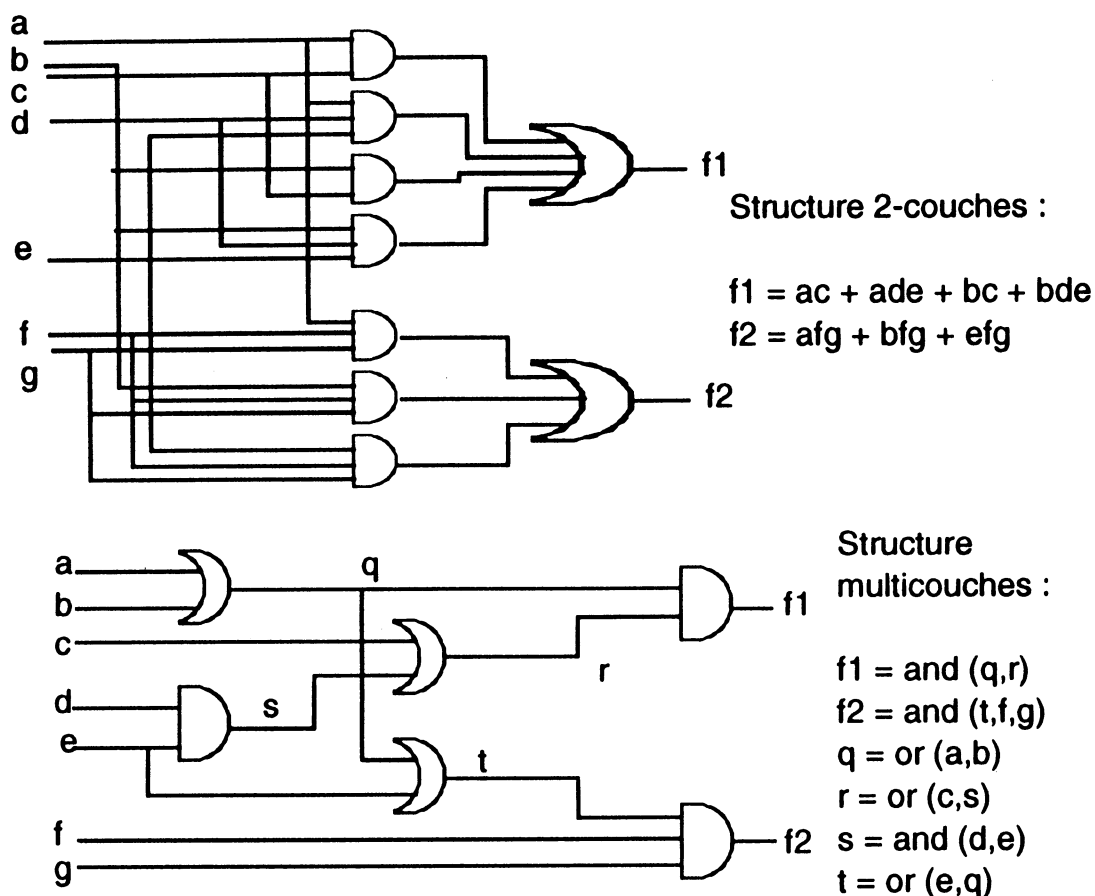 a
b
c
d
e
f
g
f1
f2
Structure 2-couches :
f1 = ac + ade + bc + bde
f2 = afg + bfg + efg
a
b
c
d
e
f
g
q
s
r
t
f1
f2
Structure
multicouches :
f1 = and (q,r)
f2 = and (t,f,g)
q = or (a,b)
r = or (c,s)
s = and (d,e)
t = or (e,q)